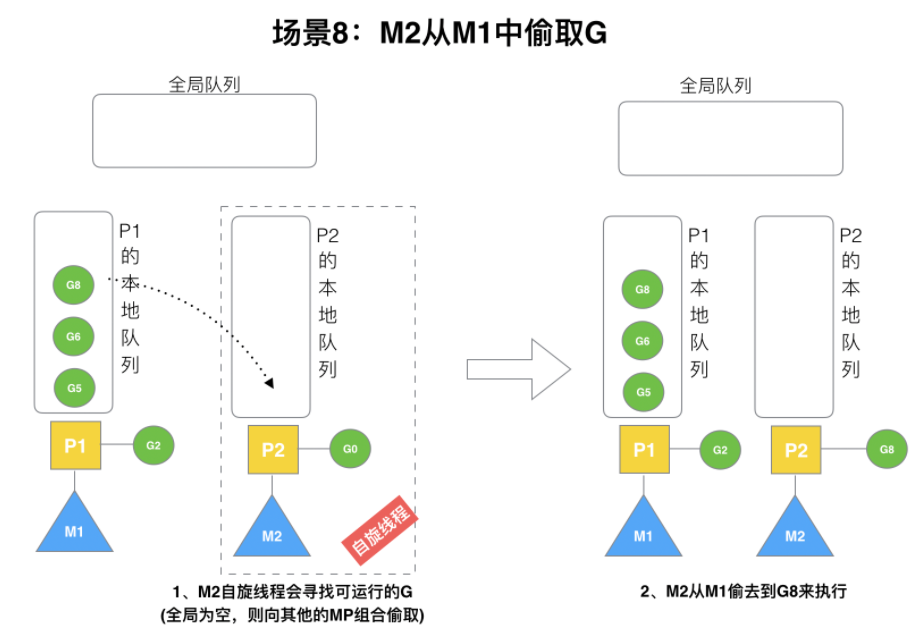 场景8：M2从M1中偷取G
全局队列
全局队列
P1的本地队列
G8
G6
G5
P1
G2
M1
P2的本地队列
P2
G0
M2
自旋线程
P1的本地队列
G8
G6
G5
P1
G2
M1
P2的本地队列
P2
G8
M2
1、M2自旋线程会寻找可运行的G
(全局为空，则向其他的MP组合偷取)
2、M2从M1偷去到G8来执行